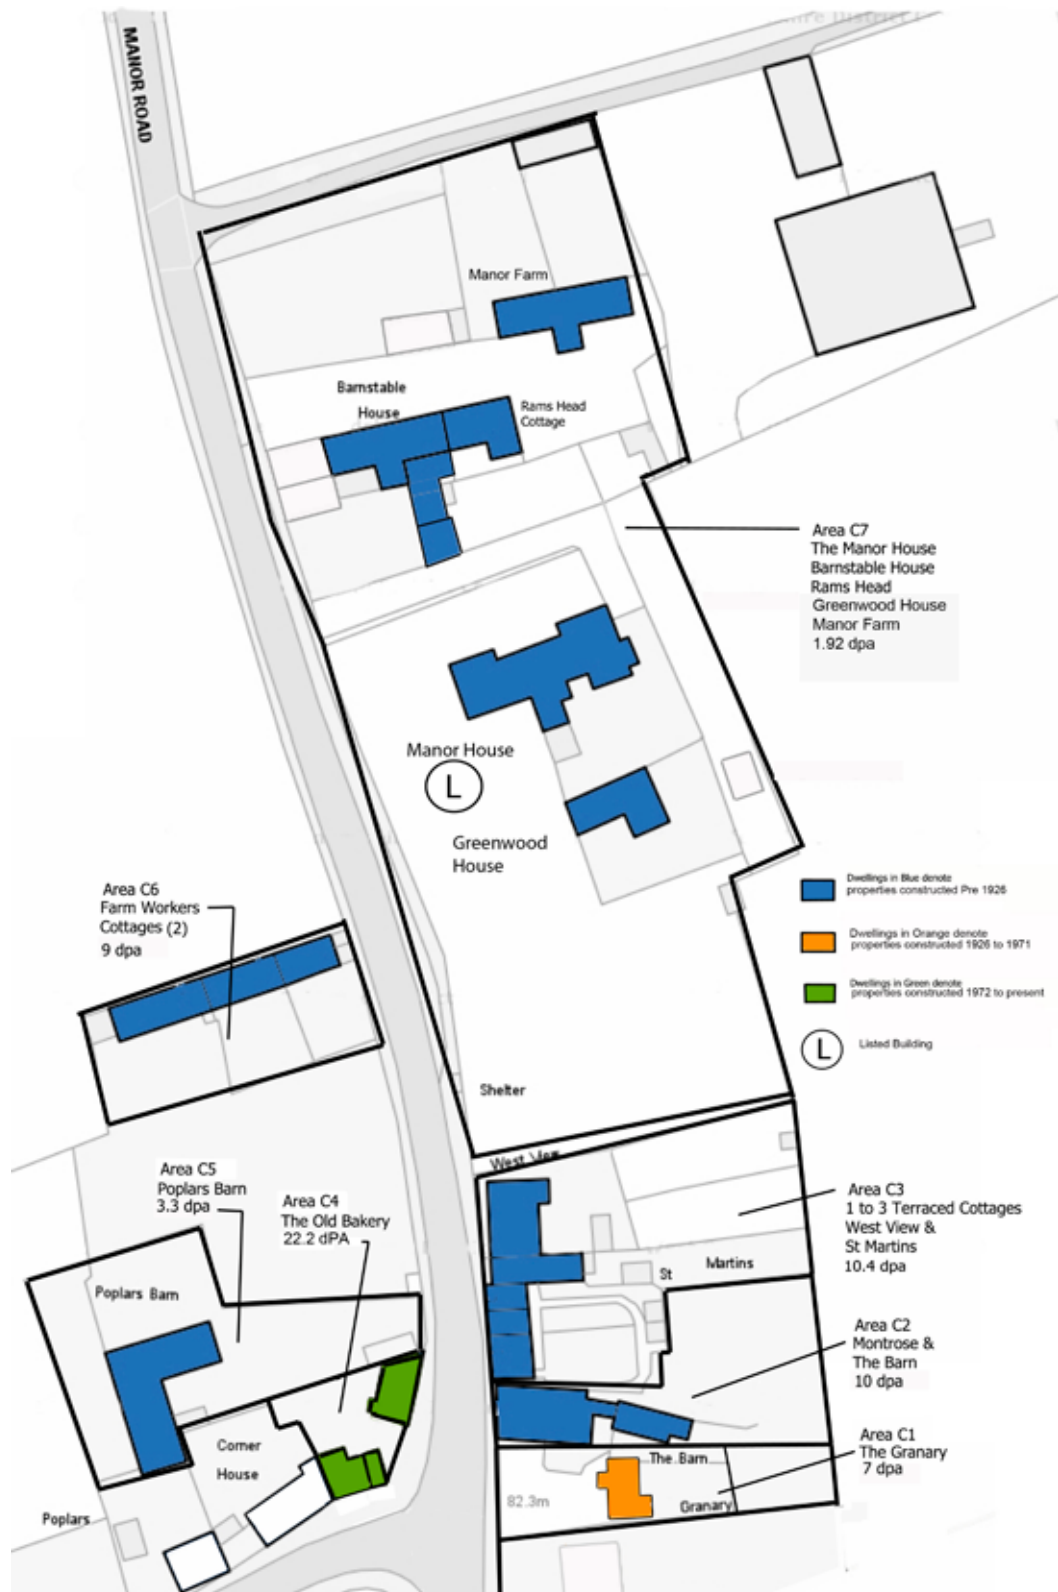 District
MANOR ROAD
Manor Farm
Barnstable
House
Rams Head
Cottage
Area C7
The Manor House
Barnstable House
Rams Head
Greenwood House
Manor Farm
1.92 dpa
Manor House
L
Greenwood
House
Area C6
Farm Workers
Cottages (2)
9 dpa
Dwellings in Blue denote
properties constructed Pre 1926
Dwellings in Orange denote
properties constructed 1926 to 1971
Dwellings in Green denote
properties constructed 1972 to present
L
Listed Building
Shelter
West View
Area C5
Poplars Barn
3.3 dpa
Area C4
The Old Bakery
22.2 dPA
Area C3
1 to 3 Terraced Cottages
West View &
St Martins
10.4 dpa
St
Martins
Poplars Barn
Area C2
Montrose &
The Barn
10 dpa
Corner
House
Area C1
The Granary
7 dpa
The Barn
82.3m
Granary
Poplars